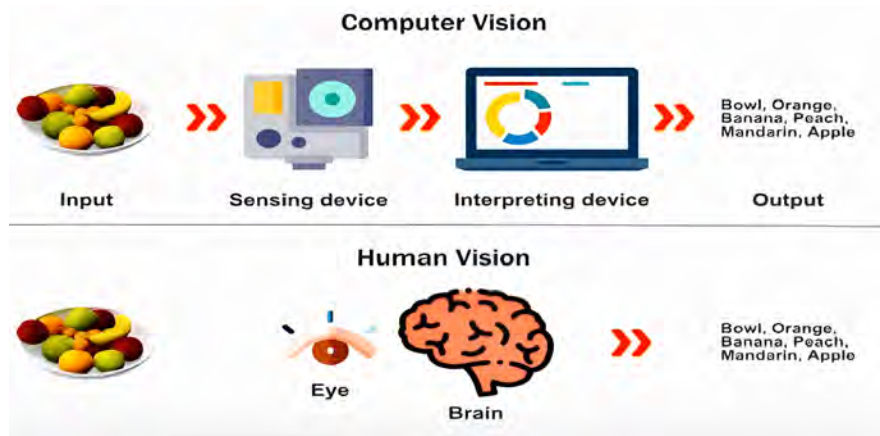 Computer Vision
Bowl, Orange,
Banana, Peach,
Mandarin, Apple
Input
Sensing device
Interpreting device
Output
Human Vision
Bowl, Orange,
Banana, Peach,
Mandarin, Apple
Eye
Brain